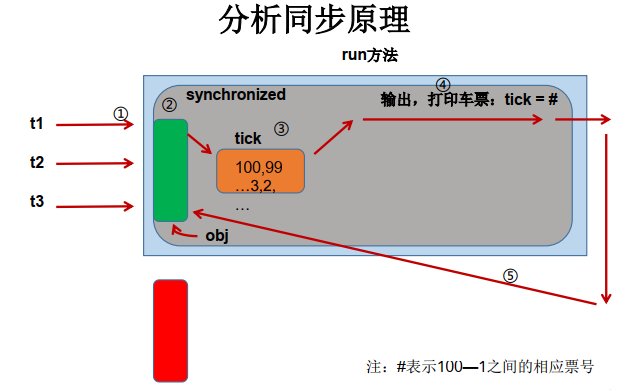 分析同步原理
run方法
④
synchronized
②
输出，打印车票：tick = #
①
t1
tick
③
t2
100,99
…3,2,
…
t3
obj
⑤
注：#表示100—1之间的相应票号